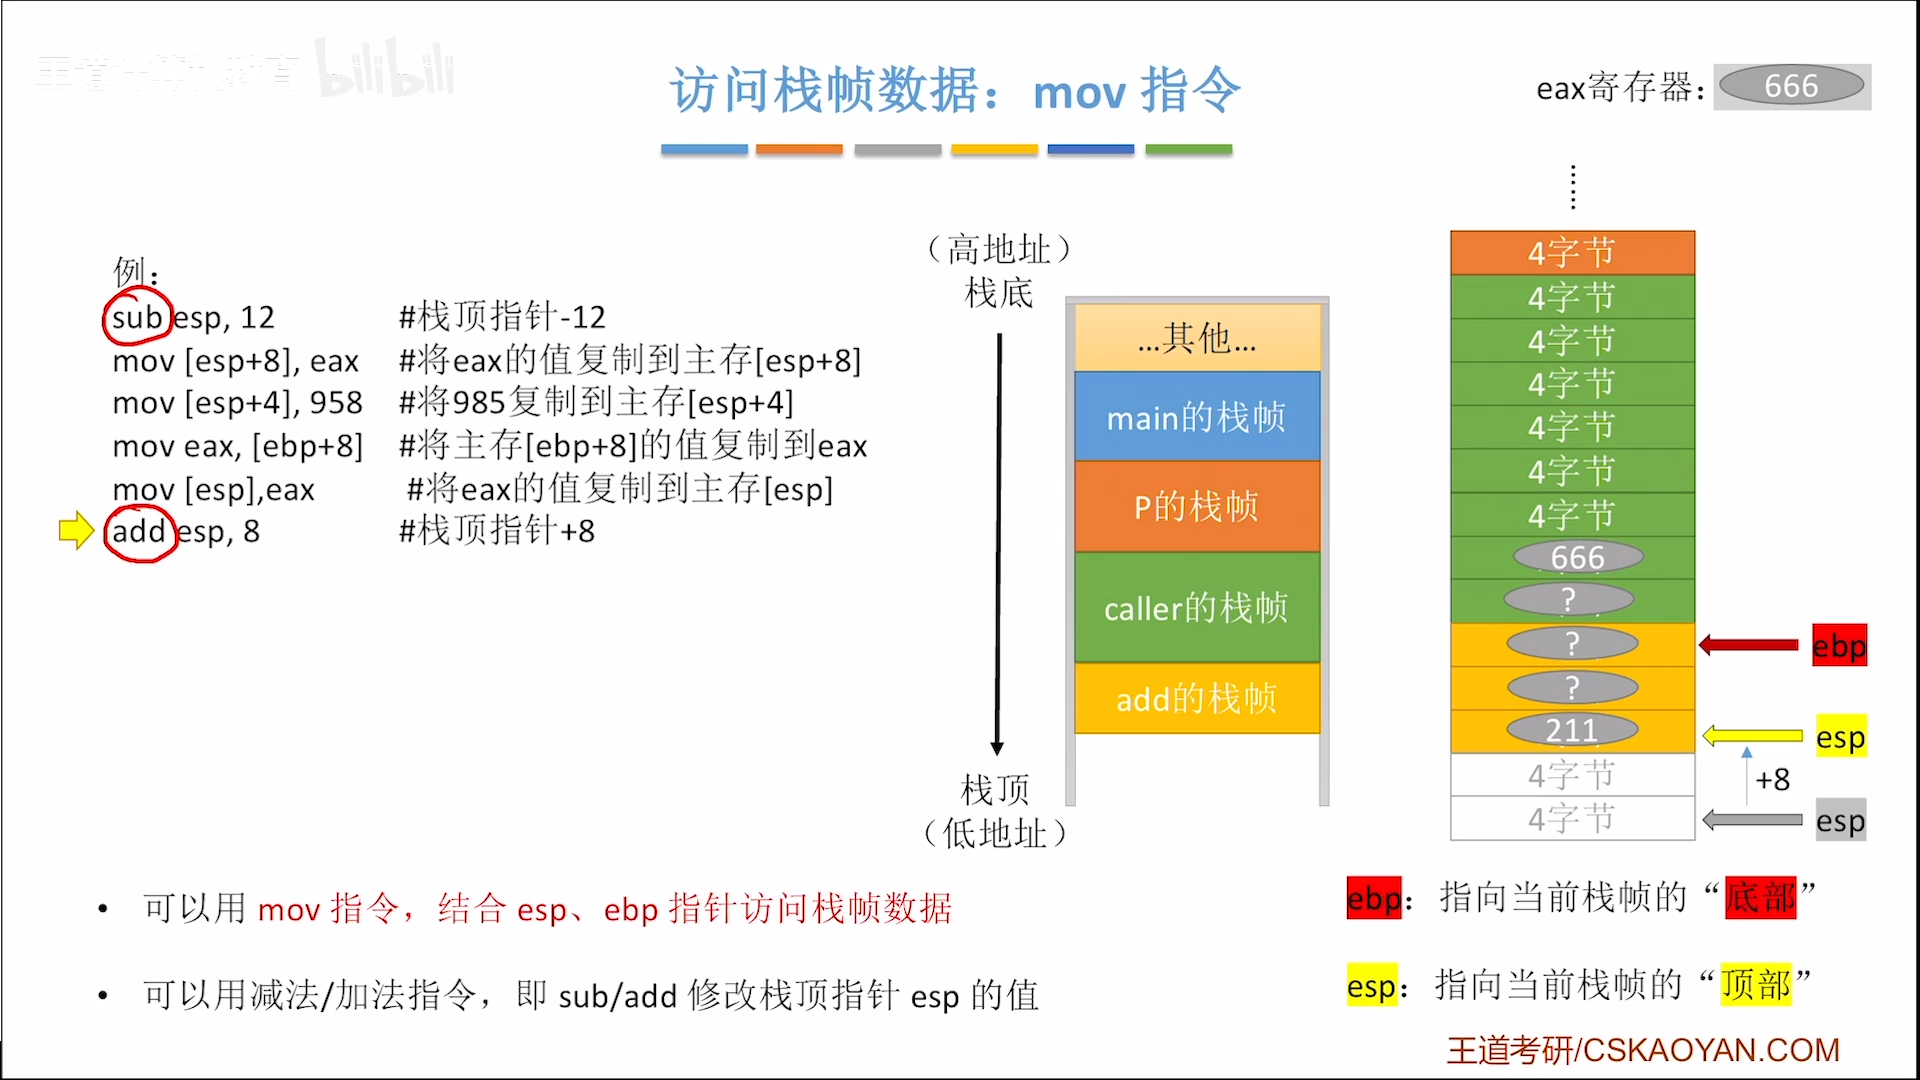 bilibili
访问栈帧数据：mov 指令
eax寄存器：
666
例：
sub esp, 12 #栈顶指针-12
mov [esp+8], eax #将eax的值复制到主存[esp+8]
mov [esp+4], 958 #将985复制到主存[esp+4]
mov eax, [ebp+8] #将主存[ebp+8]的值复制到eax
mov [esp],eax #将eax的值复制到主存[esp]
add esp, 8 #栈顶指针+8
（高地址）
栈底
栈顶
（低地址）
...其他...
main的栈帧
P的栈帧
caller的栈帧
add的栈帧
4字节
4字节
4字节
4字节
4字节
4字节
4字节
666
?
?
?
211
4字节
4字节
ebp
esp
+8
esp
• 可以用 mov 指令，结合 esp、ebp 指针访问栈帧数据
• 可以用减法/加法指令，即 sub/add 修改栈顶指针 esp 的值
ebp：指向当前栈帧的“底部”
esp：指向当前栈帧的“顶部”
王道考研/CSKAOYAN.COM